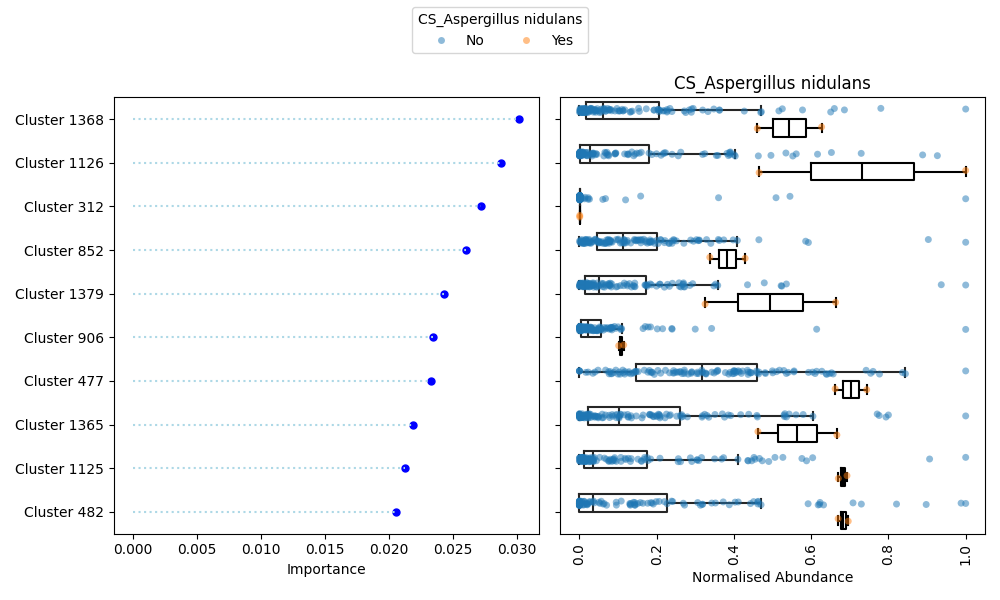 CS_Aspergillus nidulans
No Yes
CS_Aspergillus nidulans
Cluster 1368
Cluster 1126
Cluster 312
Cluster 852
Cluster 1379
Cluster 906
Cluster 477
Cluster 1365
Cluster 1125
Cluster 482
0.000 0.005 0.010 0.015 0.020 0.025 0.030
Importance
0.0 0.2 0.4 0.6 0.8 1.0
Normalised Abundance